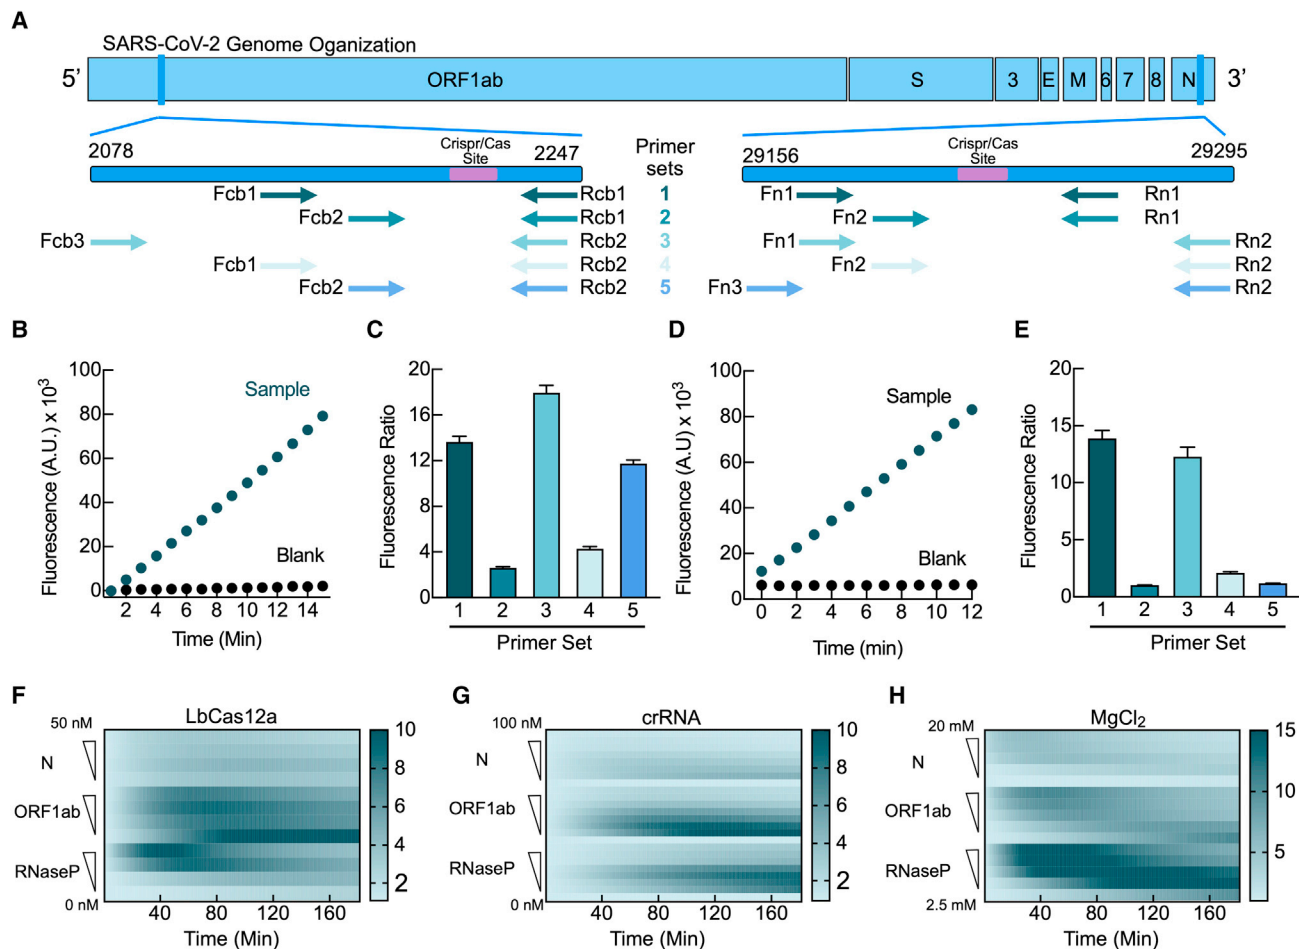 A
SARS-CoV-2 Genome Oganization
5’ ORF1ab S 3 E M 6 7 8 N 3’
2078 Crispr/Cas Site 2247
Primer sets
29156 Crispr/Cas Site 29295
Fcb1 Rcb1 1 Fn1 Rn1
Fcb2 Rcb1 2 Fn2 Rn1
Fcb3 Rcb2 3 Fn1 Rn2
Fcb1 Rcb2 4 Fn2 Rn2
Fcb2 Rcb2 5 Fn3 Rn2
B
Fluorescence (A.U.) x 10³
100
80
60
40
20
0
Sample
Blank
2 4 6 8 10 12 14
Time (Min)
C
Fluorescence Ratio
20
16
12
8
4
0
1 2 3 4 5
Primer Set
D
Fluorescence (A.U) x 10³
100
80
60
40
20
0
Sample
Blank
0 2 4 6 8 10 12
Time (min)
E
Fluorescence Ratio
20
15
10
5
0
1 2 3 4 5
Primer Set
F
LbCas12a
50 nM
N
ORF1ab
RNaseP
0 nM
40 80 120 160
Time (Min)
10
8
6
4
2
G
crRNA
100 nM
N
ORF1ab
RNaseP
0 nM
40 80 120 160
Time (Min)
10
8
6
4
2
H
MgCl₂
20 mM
N
ORF1ab
RNaseP
2.5 mM
40 80 120 160
Time (Min)
15
10
5